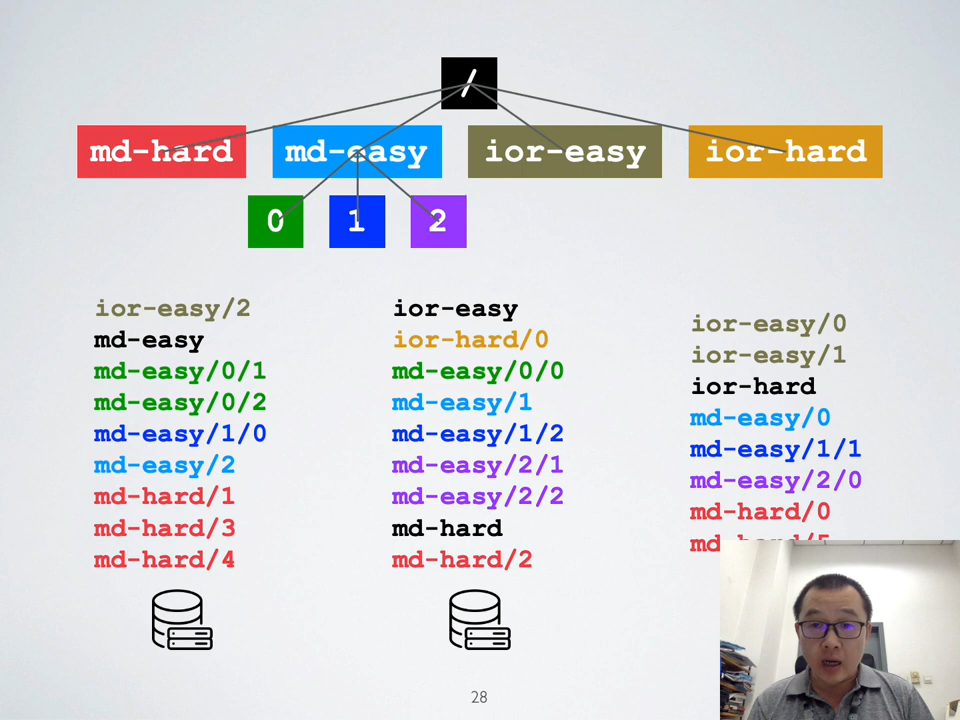 /
md-hard md-easy ior-easy ior-hard
0 1 2
ior-easy/2
md-easy
md-easy/0/1
md-easy/0/2
md-easy/1/0
md-easy/2
md-hard/1
md-hard/3
md-hard/4
ior-easy
ior-hard/0
md-easy/0/0
md-easy/1
md-easy/1/2
md-easy/2/1
md-easy/2/2
md-hard
md-hard/2
ior-easy/0
ior-easy/1
ior-hard
md-easy/0
md-easy/1/1
md-easy/2/0
md-hard/0
28